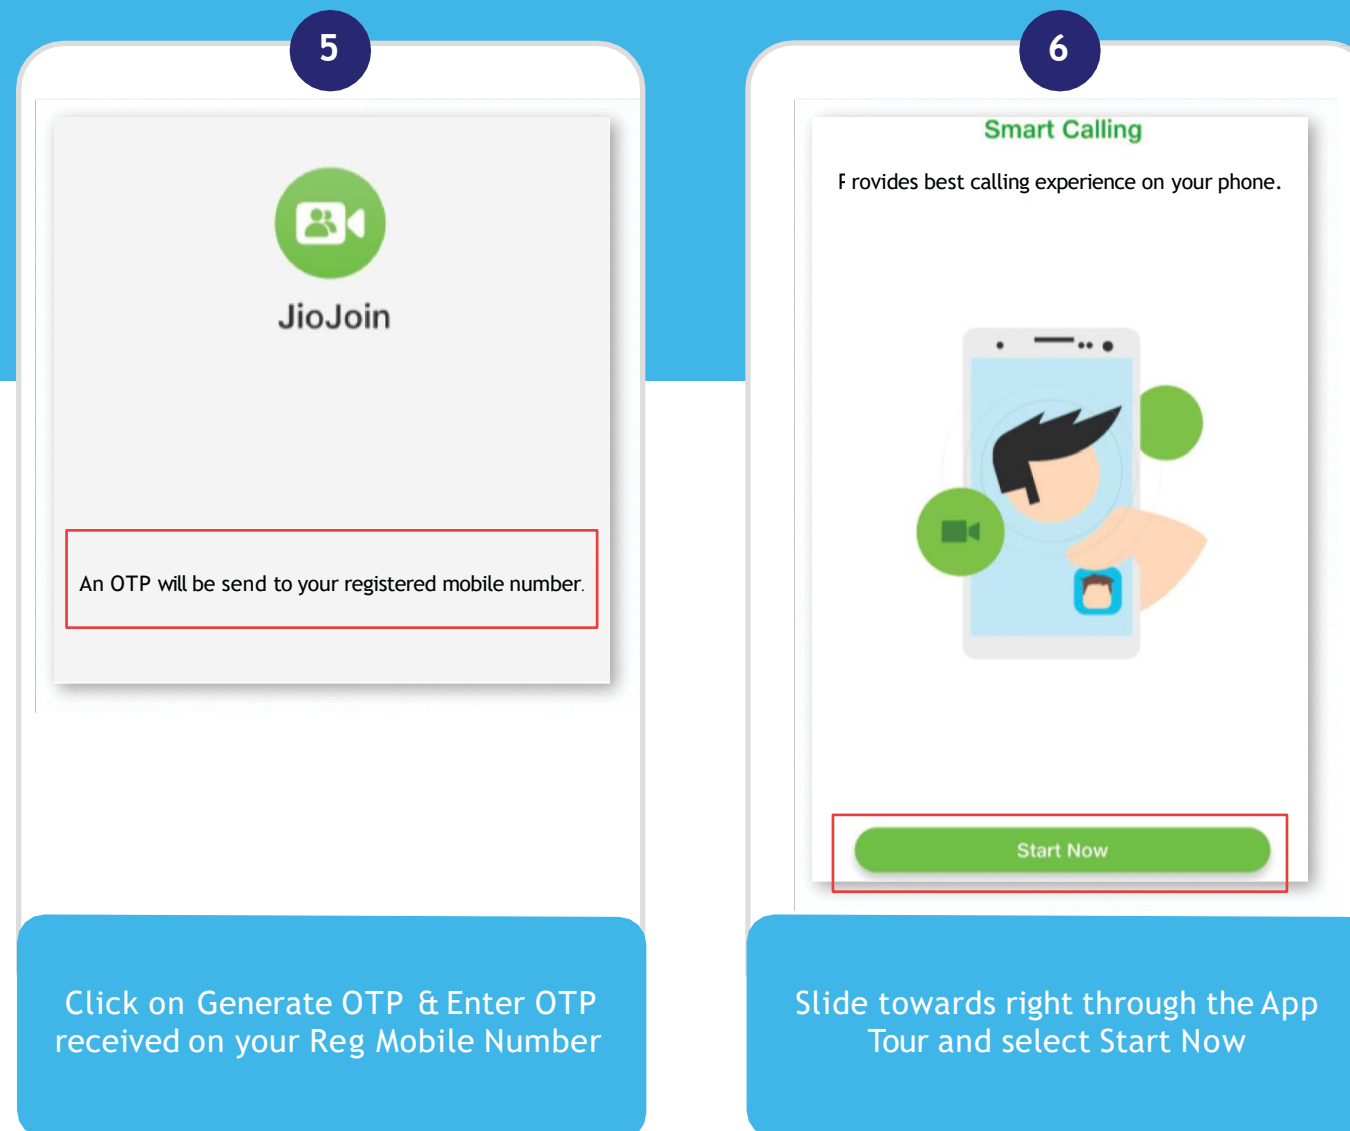 5
JioJoin
An OTP will be send to your registered mobile number.
Click on Generate OTP & Enter OTP
received on your Reg Mobile Number
6
Smart Calling
Provides best calling experience on your phone.
Start Now
Slide towards right through the App
Tour and select Start Now